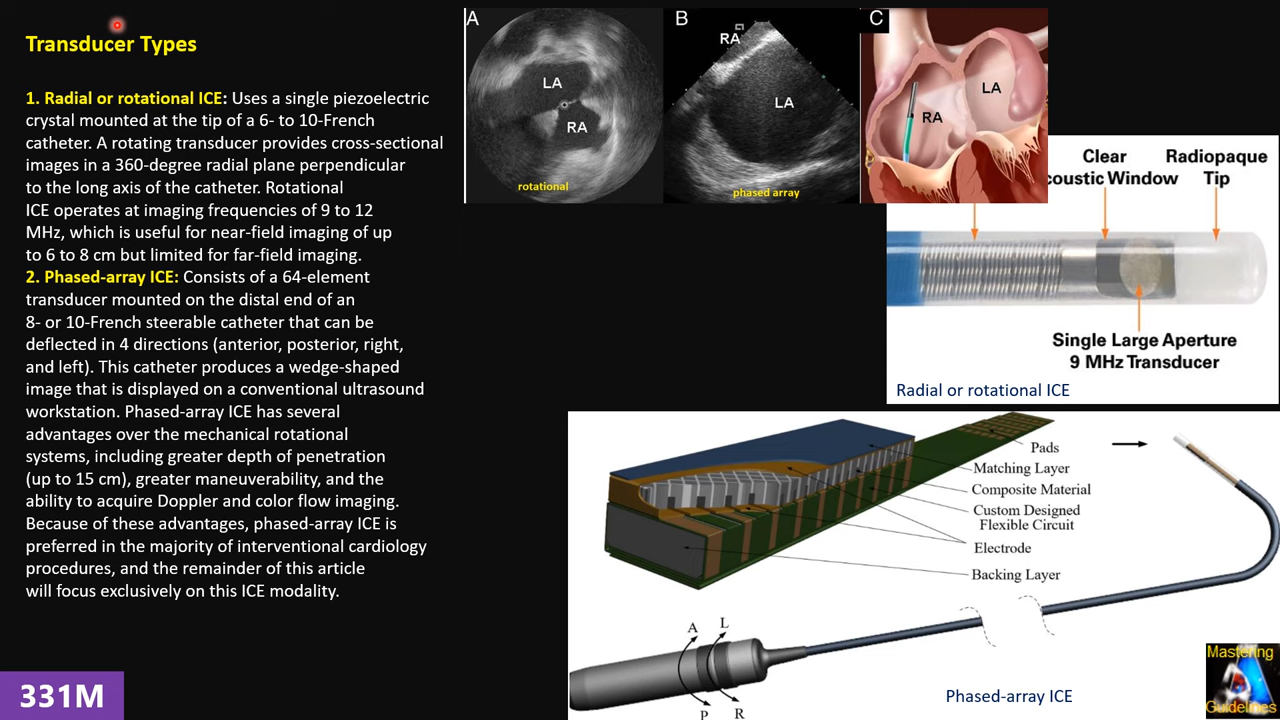 Transducer Types
1. Radial or rotational ICE: Uses a single piezoelectric
crystal mounted at the tip of a 6- to 10-French
catheter. A rotating transducer provides cross-sectional
images in a 360-degree radial plane perpendicular
to the long axis of the catheter. Rotational
ICE operates at imaging frequencies of 9 to 12
MHz, which is useful for near-field imaging of up
to 6 to 8 cm but limited for far-field imaging.
2. Phased-array ICE: Consists of a 64-element
transducer mounted on the distal end of an
8- or 10-French steerable catheter that can be
deflected in 4 directions (anterior, posterior, right,
and left). This catheter produces a wedge-shaped
image that is displayed on a conventional ultrasound
workstation. Phased-array ICE has several
advantages over the mechanical rotational
systems, including greater depth of penetration
(up to 15 cm), greater maneuverability, and the
ability to acquire Doppler and color flow imaging.
Because of these advantages, phased-array ICE is
preferred in the majority of interventional cardiology
procedures, and the remainder of this article
will focus exclusively on this ICE modality.
331M
A
LA
RA
rotational
B
RA
LA
phased array
C
LA
RA
Clear
coustic Window
Radiopaque
Tip
Single Large Aperture
9 MHz Transducer
Radial or rotational ICE
Pads
Matching Layer
Composite Material
Custom Designed
Flexible Circuit
Electrode
Backing Layer
A
L
P
R
Phased-array ICE
Mastering
Guidelines